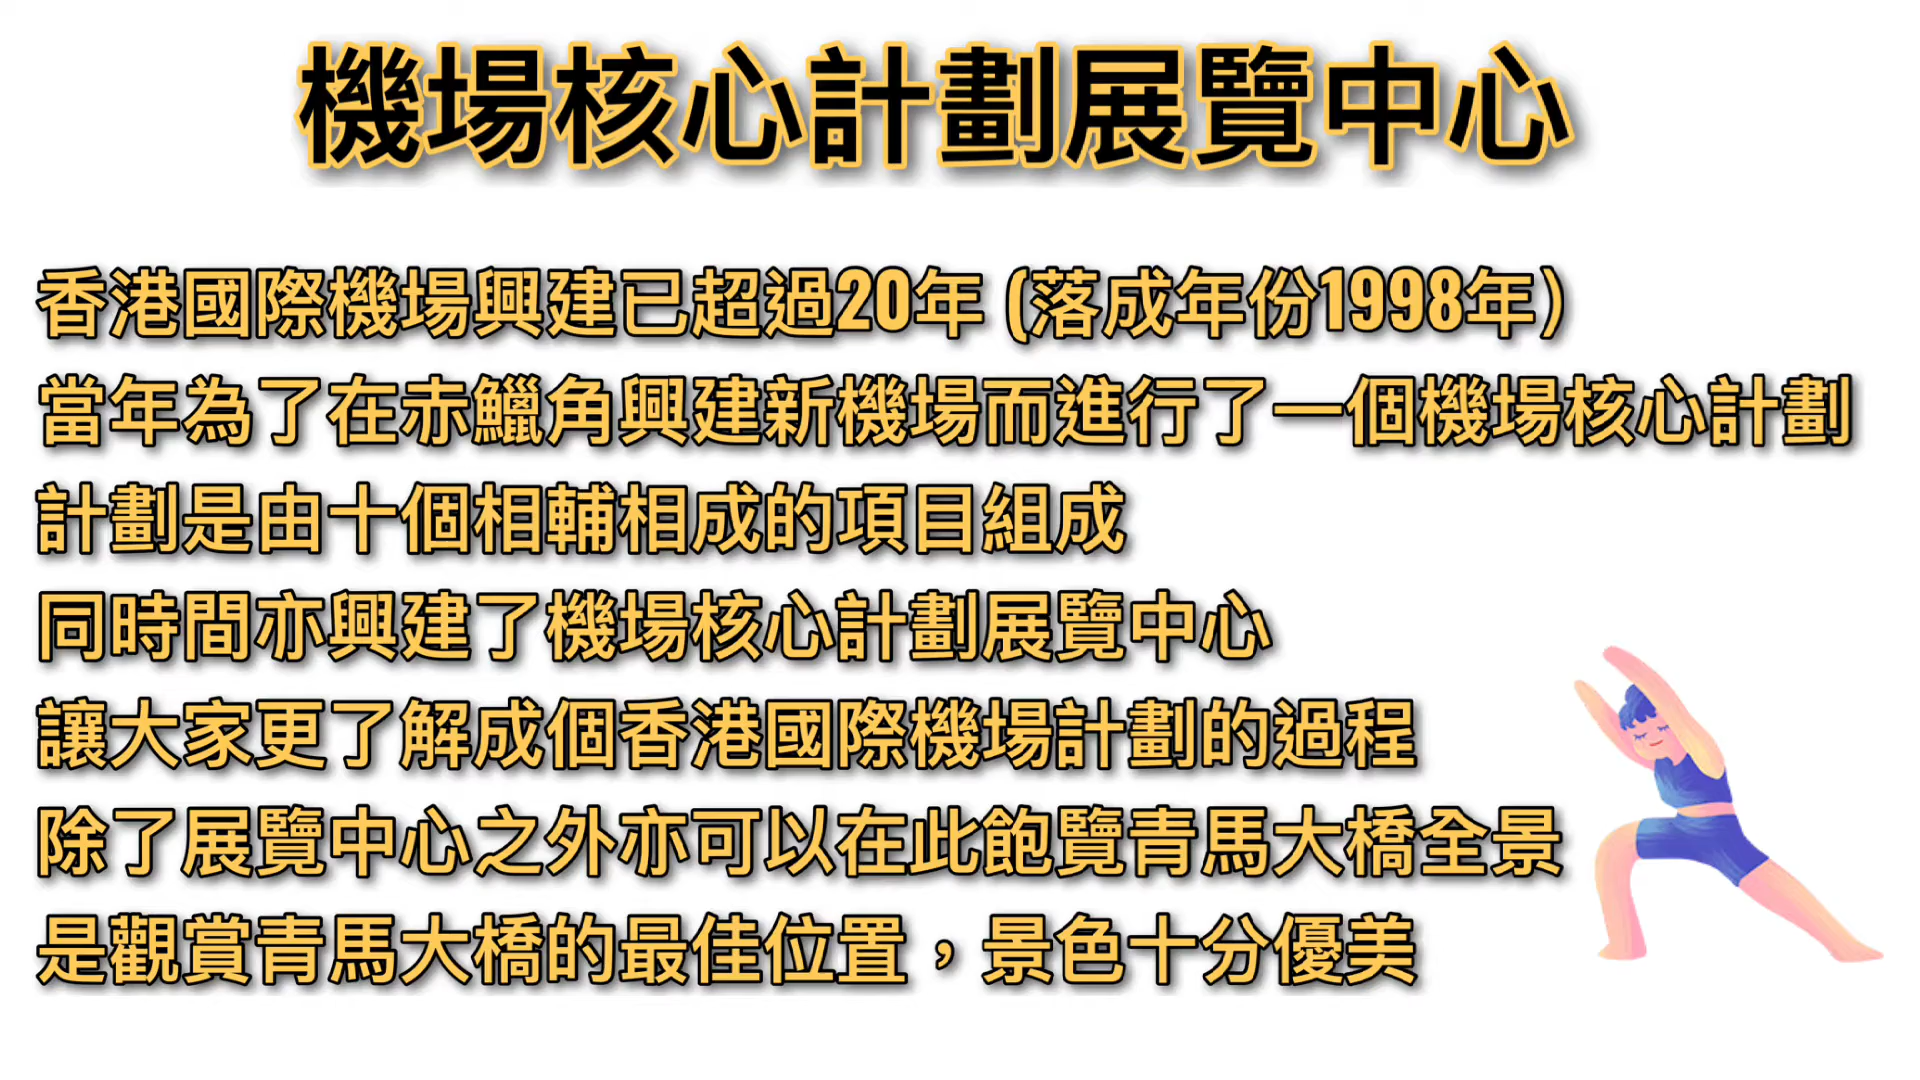 機場核心計劃展覽中心
香港國際機場興建已超過20年 (落成年份1998年）
當年為了在赤鱲角興建新機場而進行了一個機場核心計劃
計劃是由十個相輔相成的項目組成
同時間亦興建了機場核心計劃展覽中心
讓大家更了解成個香港國際機場計劃的過程
除了展覽中心之外亦可以在此飽覽青馬大橋全景
是觀賞青馬大橋的最佳位置，景色十分優美